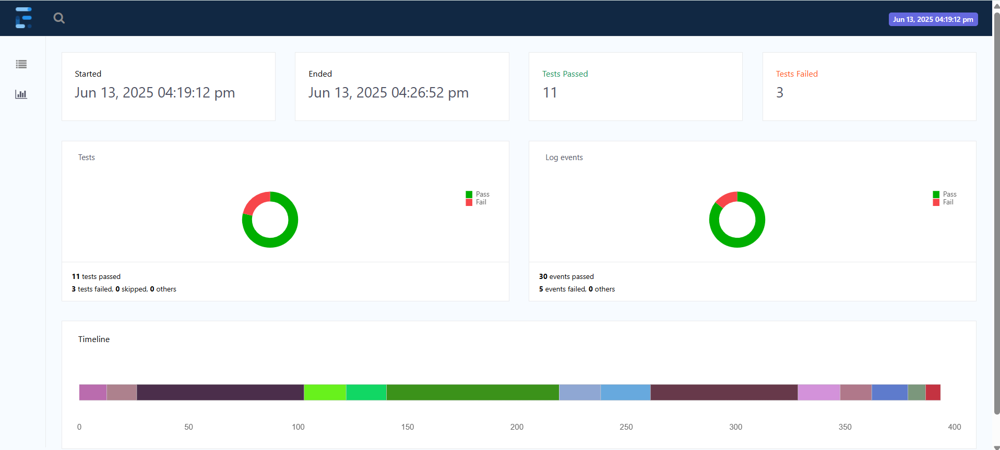 Jun 13, 2025 04:19:12 pm
Started
Jun 13, 2025 04:19:12 pm
Ended
Jun 13, 2025 04:26:52 pm
Tests Passed
11
Tests Failed
3
Tests
Pass
Fail
11 tests passed
3 tests failed, 0 skipped, 0 others
Log events
Pass
Fail
30 events passed
5 events failed, 0 others
Timeline
0 50 100 150 200 250 300 350 400